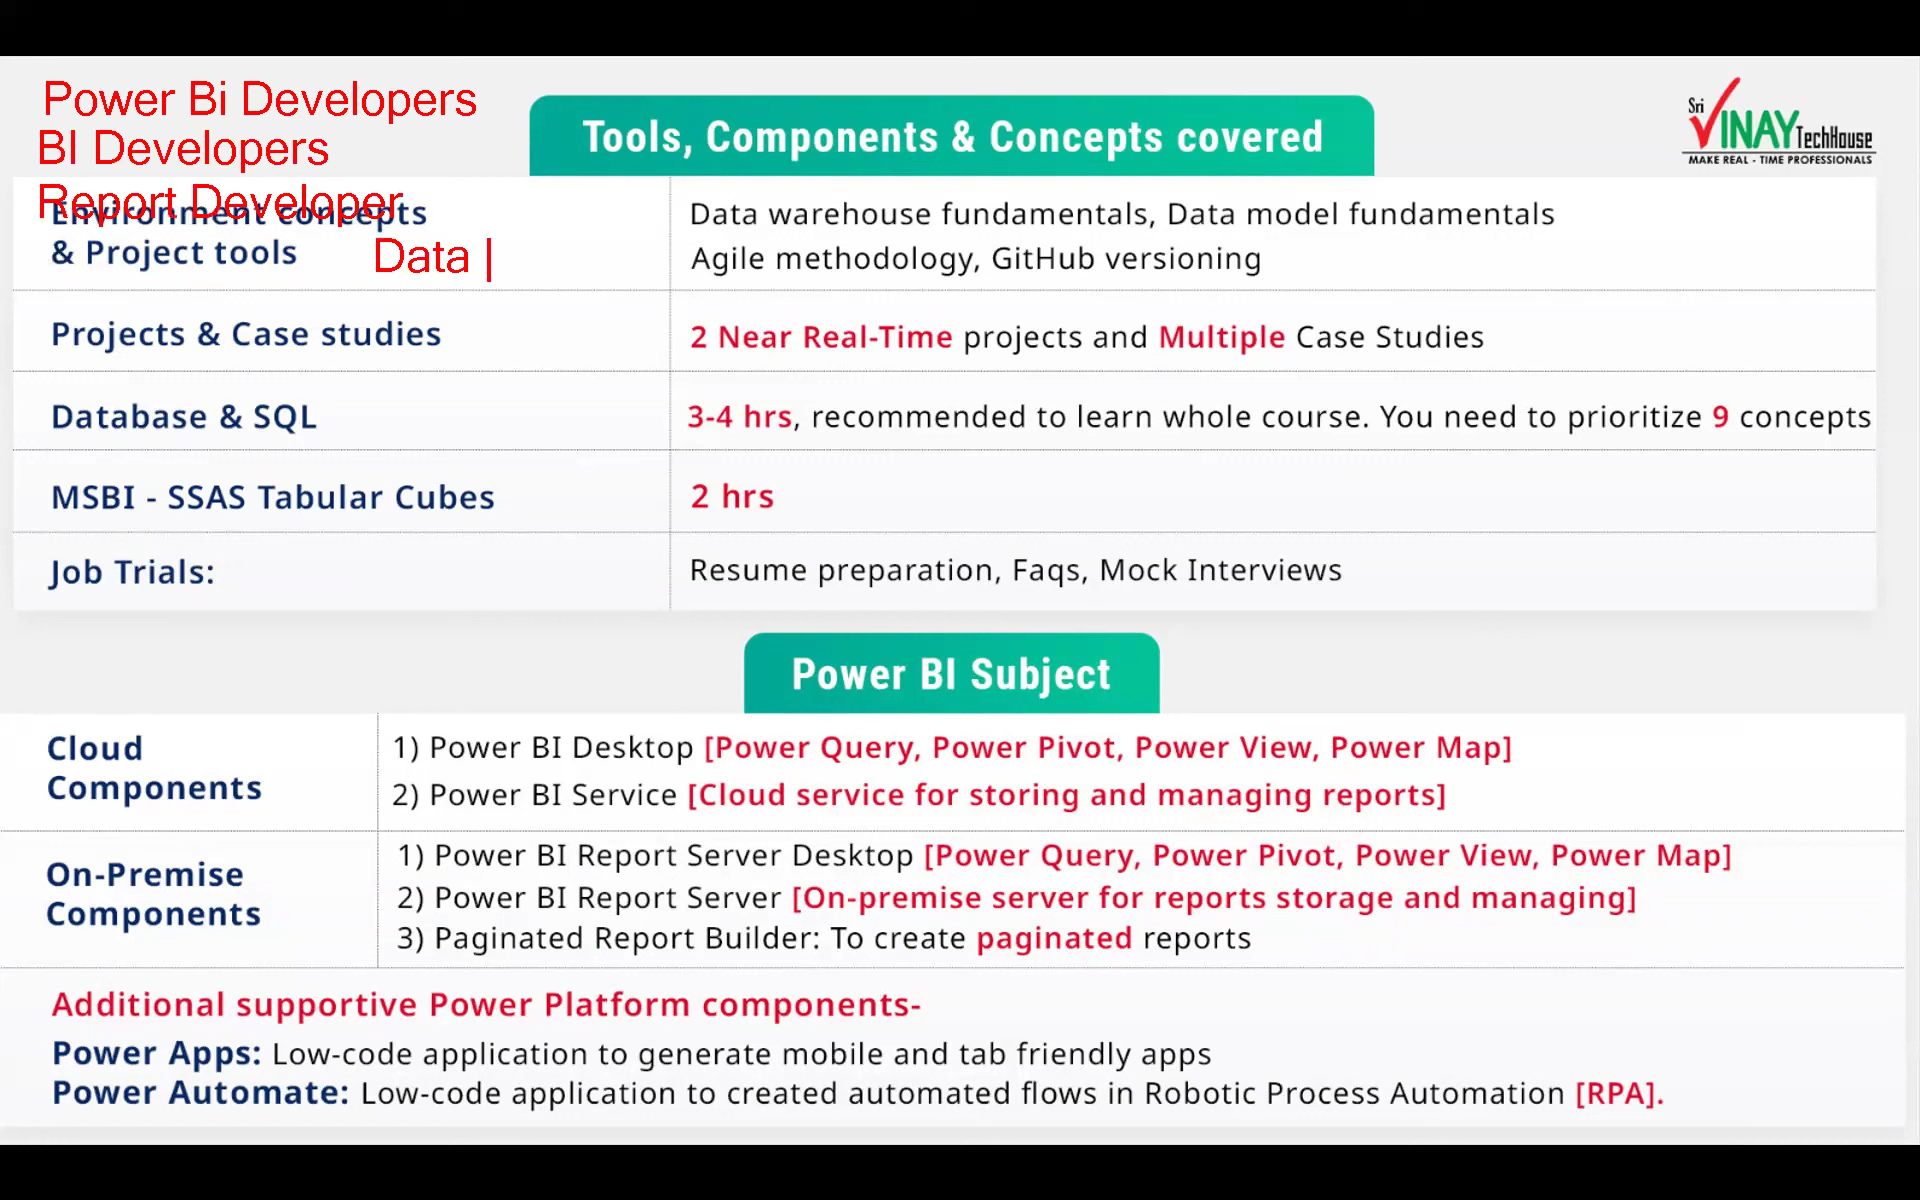 Power Bi Developers
BI Developers
Report Developer
Data |
Tools, Components & Concepts covered
Sri
VINAY TechHouse
MAKE REAL - TIME PROFESSIONALS
Environment concepts
& Project tools
Data warehouse fundamentals, Data model fundamentals
Agile methodology, GitHub versioning
Projects & Case studies
2 Near Real-Time projects and Multiple Case Studies
Database & SQL
3-4 hrs, recommended to learn whole course. You need to prioritize 9 concepts
MSBI - SSAS Tabular Cubes
2 hrs
Job Trials:
Resume preparation, Faqs, Mock Interviews
Power BI Subject
Cloud
Components
1) Power BI Desktop [Power Query, Power Pivot, Power View, Power Map]
2) Power BI Service [Cloud service for storing and managing reports]
On-Premise
Components
1) Power BI Report Server Desktop [Power Query, Power Pivot, Power View, Power Map]
2) Power BI Report Server [On-premise server for reports storage and managing]
3) Paginated Report Builder: To create paginated reports
Additional supportive Power Platform components-
Power Apps: Low-code application to generate mobile and tab friendly apps
Power Automate: Low-code application to created automated flows in Robotic Process Automation [RPA].